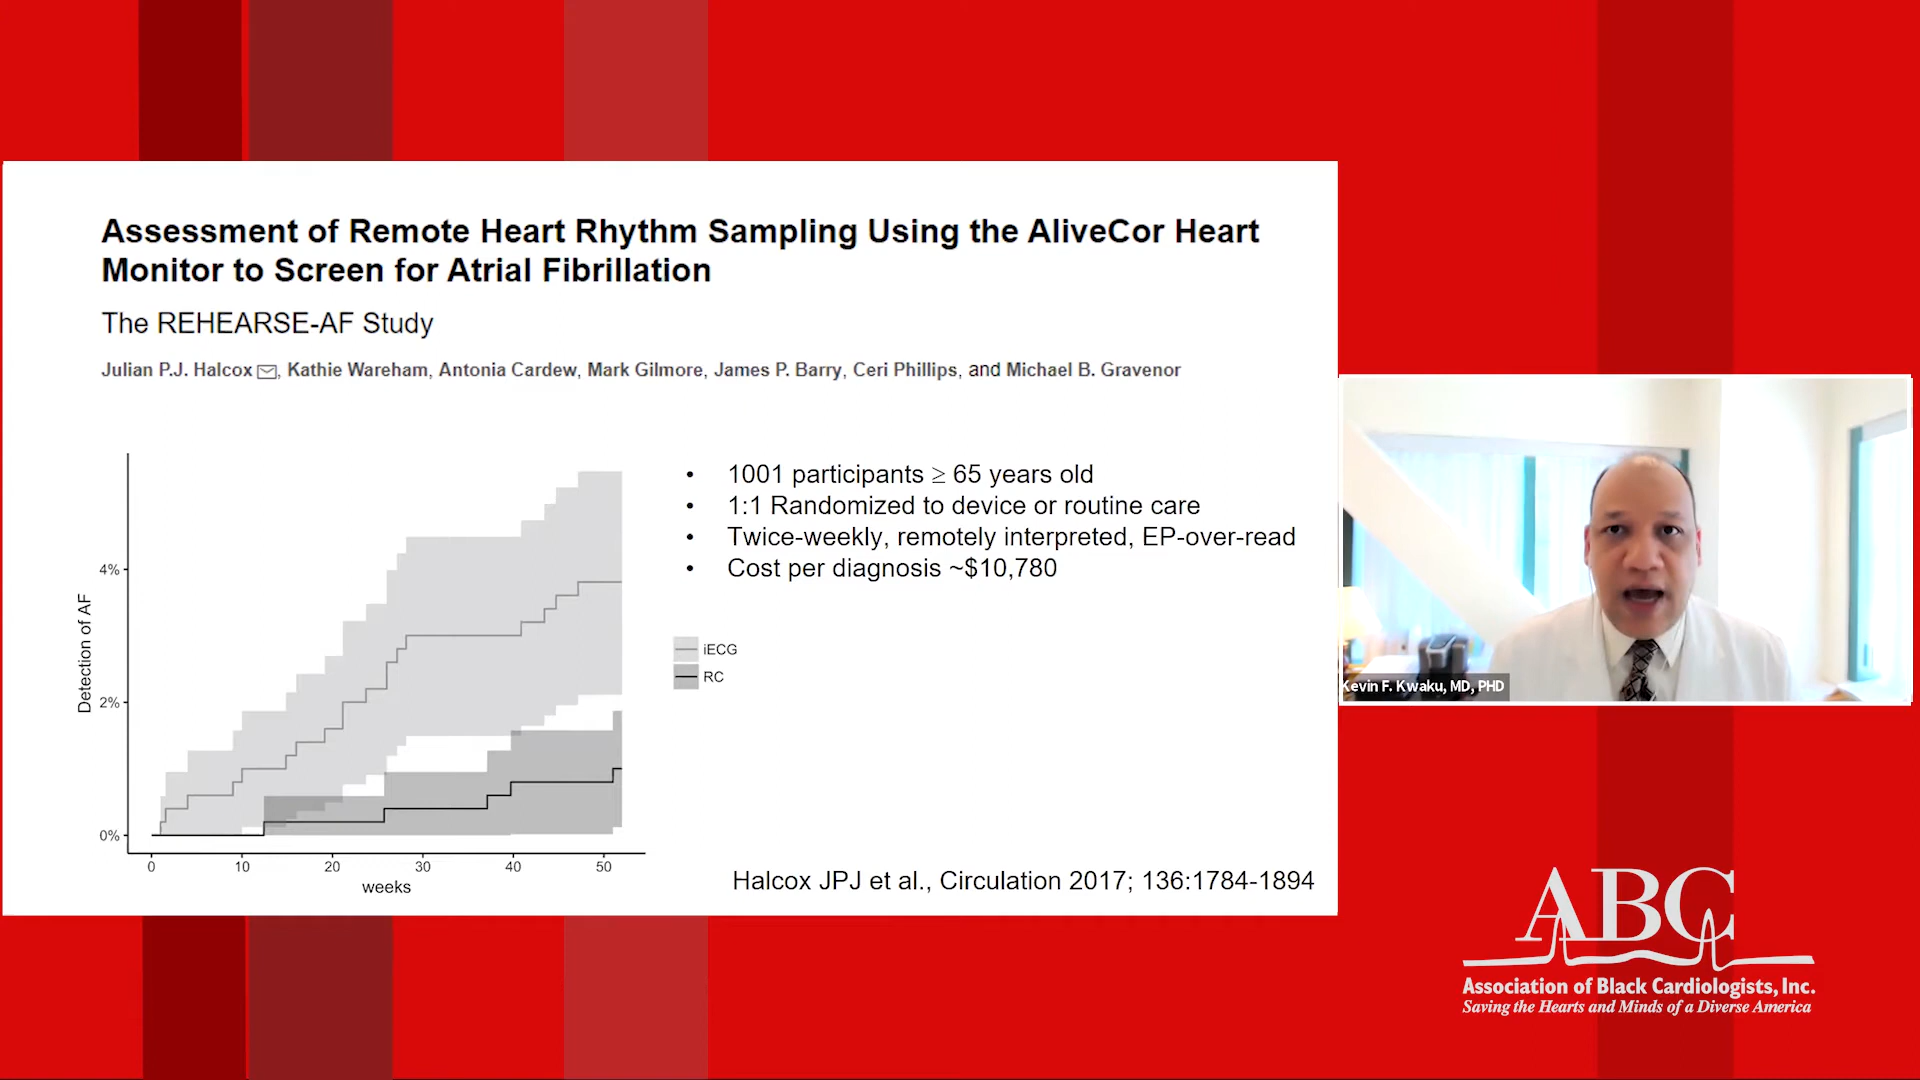 Assessment of Remote Heart Rhythm Sampling Using the AliveCor Heart
Monitor to Screen for Atrial Fibrillation
The REHEARSE-AF Study
Julian P.J. Halcox, Kathie Wareham, Antonia Cardew, Mark Gilmore, James P. Barry, Ceri Phillips, and Michael B. Gravenor
• 1001 participants ≥ 65 years old
• 1:1 Randomized to device or routine care
• Twice-weekly, remotely interpreted, EP-over-read
• Cost per diagnosis ~$10,780
Detection of AF
4%
2%
0%
0 10 20 30 40 50
weeks
iECG
RC
Halcox JPJ et al., Circulation 2017; 136:1784-1894
Kevin F. Kwaku, MD, PHD
ABC
Association of Black Cardiologists, Inc.
Saving the Hearts and Minds of a Diverse America